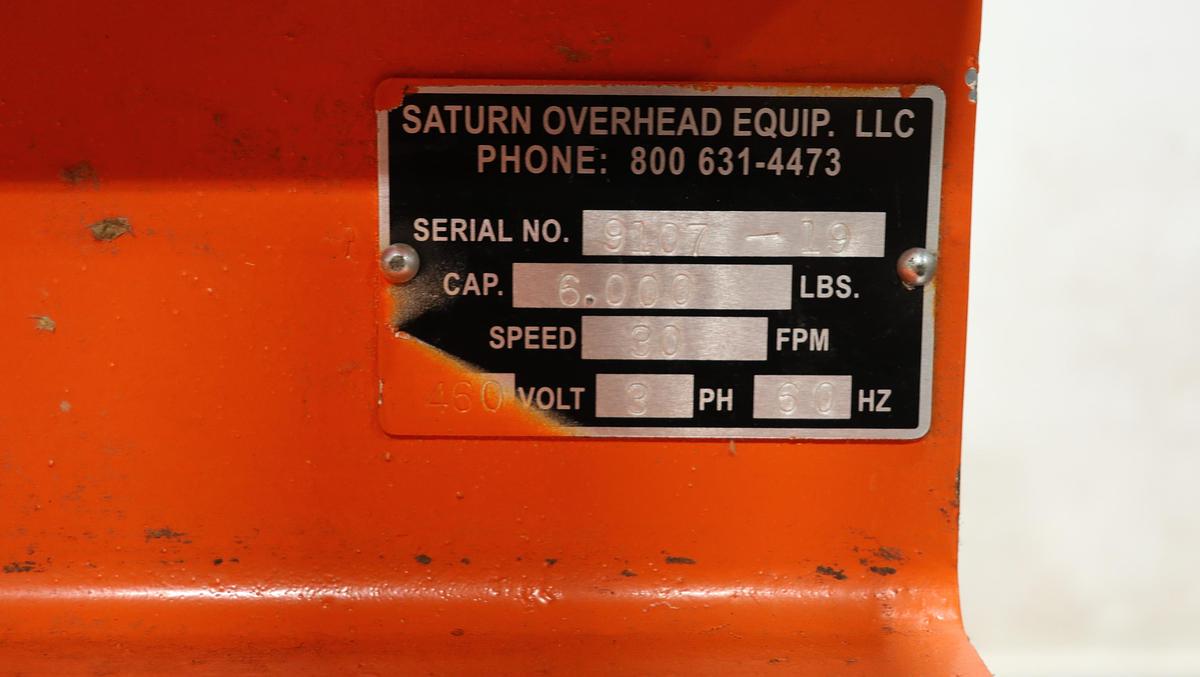 SATURN OVERHEAD EQUIP. LLC
PHONE: 800 631-4473
SERIAL NO. 9107 - 19
CAP. 6.000 LBS.
SPEED 30 FPM
460 VOLT 3 PH 60 HZ